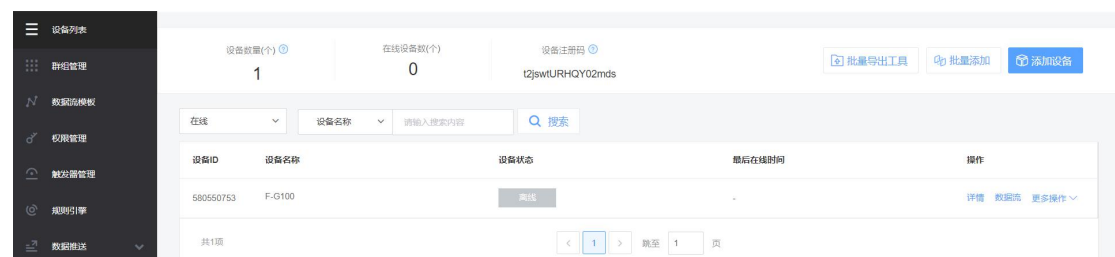 设备列表
群组管理
数据流模板
权限管理
触发器管理
规则引擎
数据推送
设备数量(个) 在线设备数(个) 设备注册码
1 0 t2jswtURHQY02mds
批量导出工具 批量添加 添加设备
在线 设备名称 请输入搜索内容 搜索
设备ID 设备名称 设备状态 最后在线时间 操作
580550753 F-G100 离线 - 详情 数据流 更多操作
共1项 < 1 > 跳至 1 页